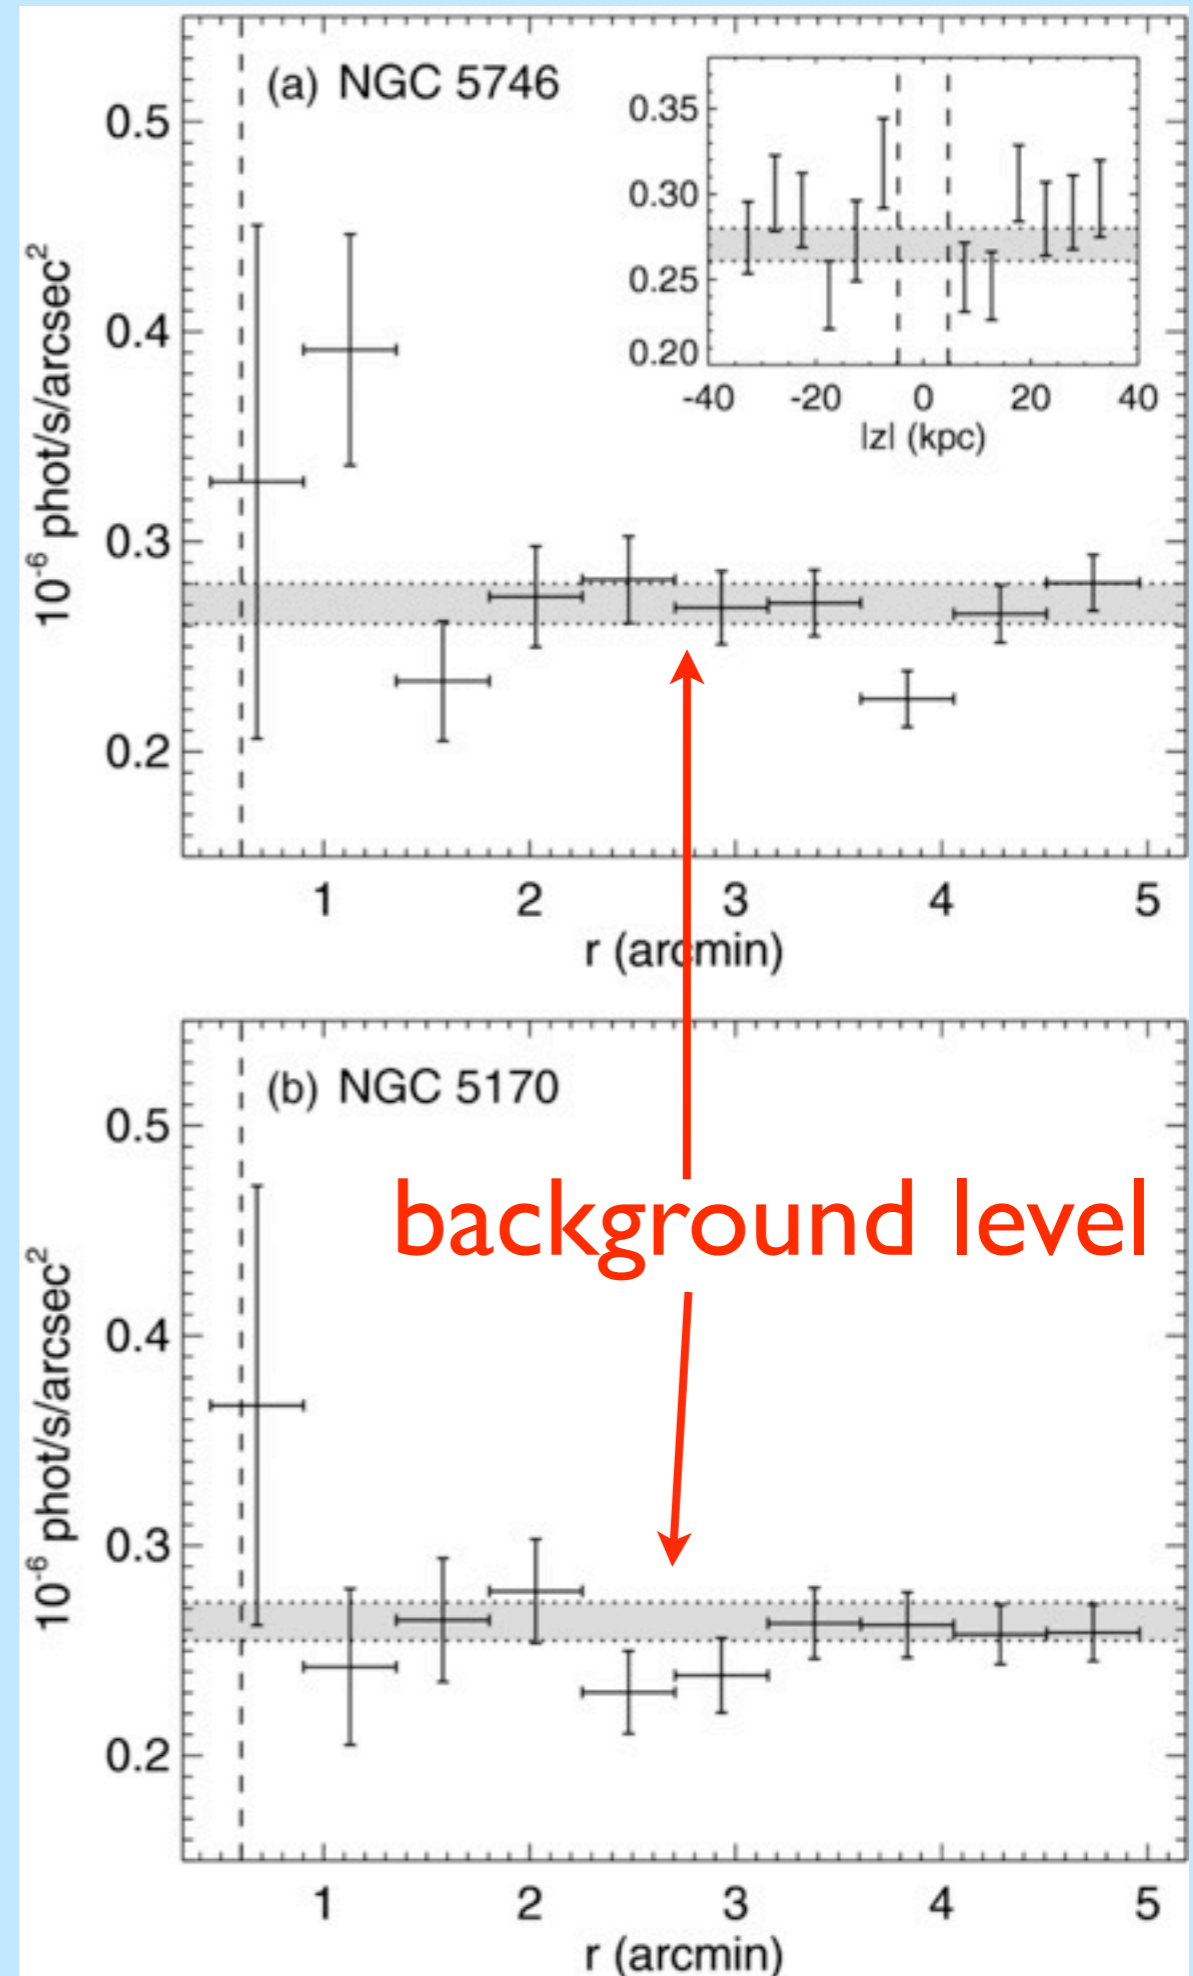 (a) NGC 5746
0.5
0.4
0.3
0.2
10⁻⁶ phot/s/arcsec²
0.35
0.30
0.25
0.20
-40 -20 0 20 40
|z| (kpc)
1 2 3 4 5
r (arcmin)
(b) NGC 5170
background level
0.5
0.4
0.3
0.2
10⁻⁶ phot/s/arcsec²
1 2 3 4 5
r (arcmin)